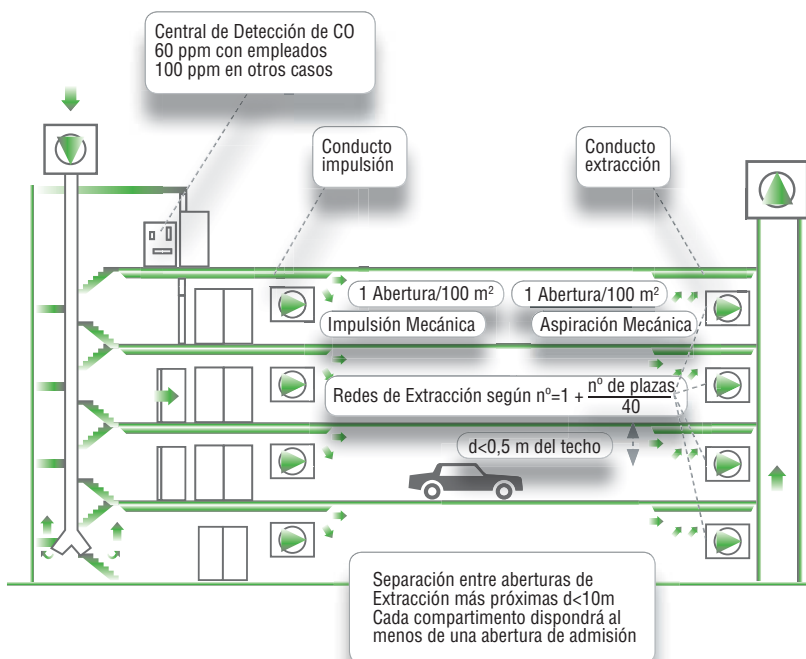 Central de Detección de CO
60 ppm con empleados
100 ppm en otros casos
Conducto
impulsión
Conducto
extracción
1 Abertura/100 m²
1 Abertura/100 m²
Impulsión Mecánica
Aspiración Mecánica
Redes de Extracción según nº=1 + nº de plazas
40
d<0,5 m del techo
Separación entre aberturas de
Extracción más próximas d<10m
Cada compartimento dispondrá al
menos de una abertura de admisión